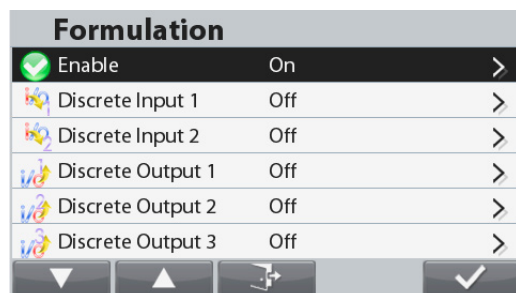 Formulation
Enable On
Discrete Input 1 Off
Discrete Input 2 Off
Discrete Output 1 Off
Discrete Output 2 Off
Discrete Output 3 Off